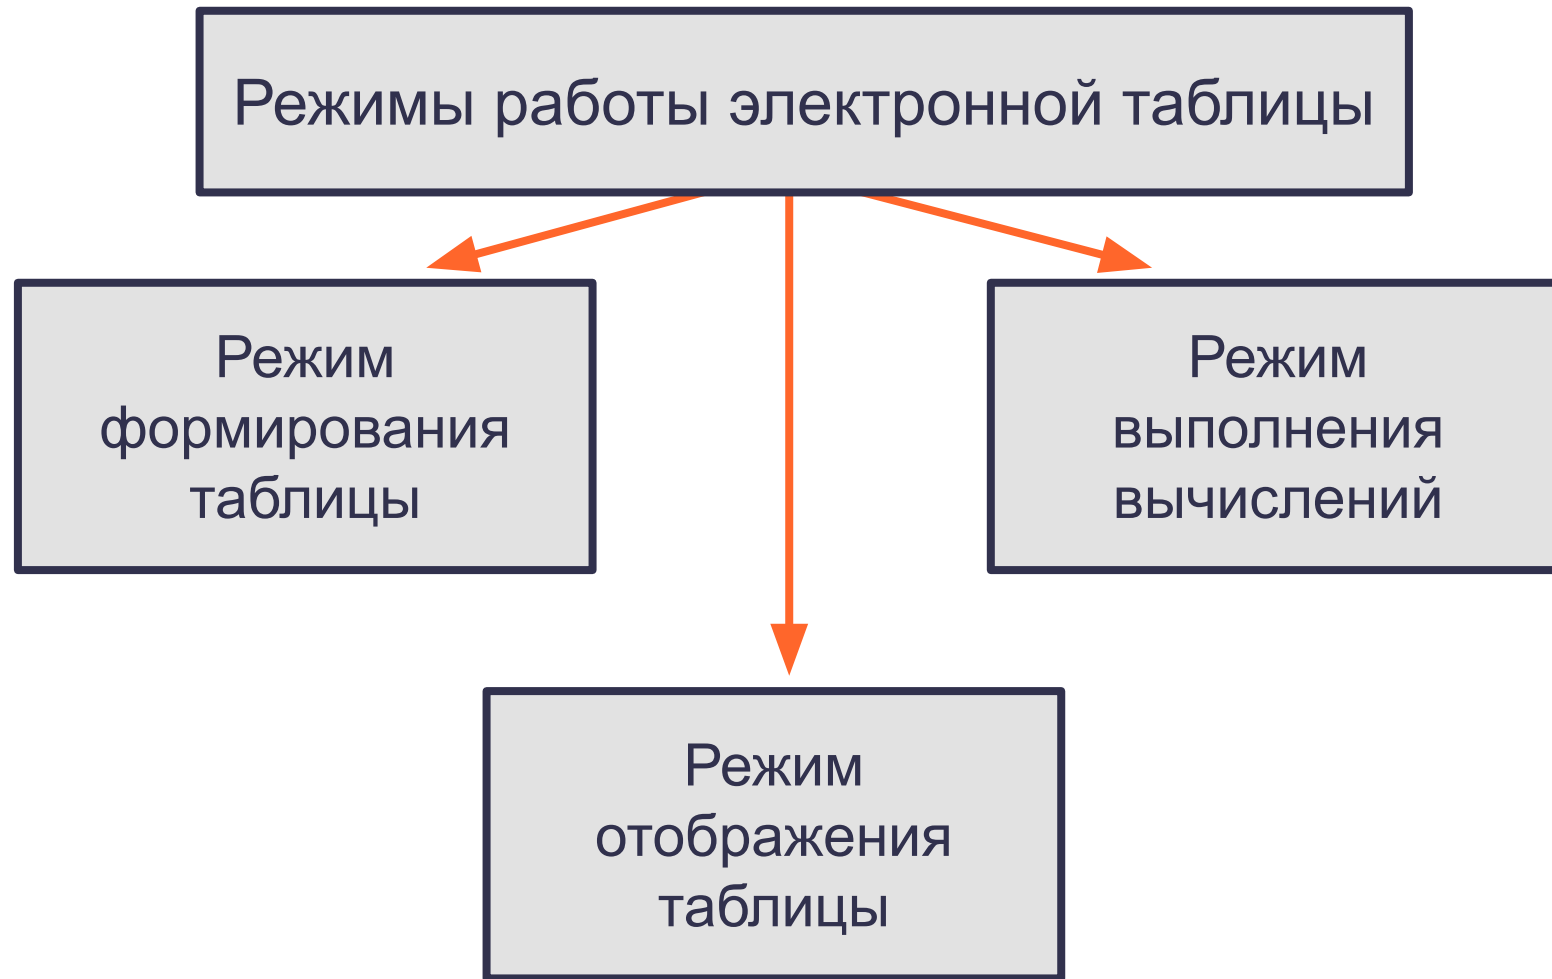 Режимы работы электронной таблицы
Режим
формирования
таблицы
Режим
выполнения
вычислений
Режим
отображения
таблицы